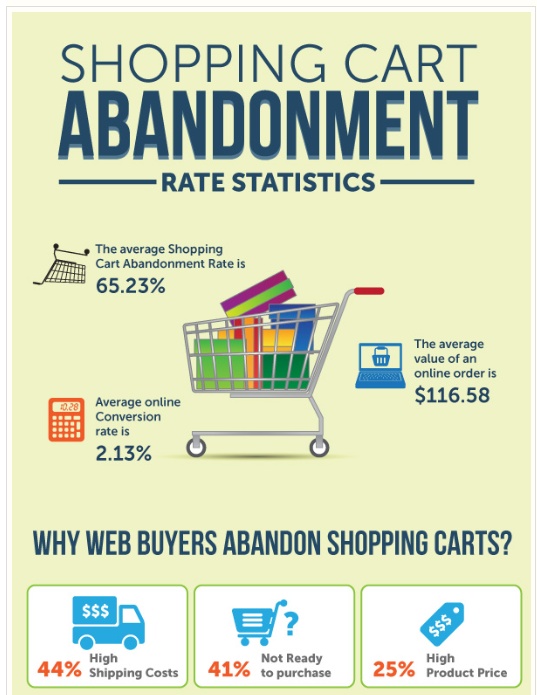 SHOPPING CART
ABANDONMENT
RATE STATISTICS
The average Shopping
Cart Abandonment Rate is
65.23%
The average
value of an
online order is
$116.58
10.28
Average online
Conversion
rate is
2.13%
WHY WEB BUYERS ABANDON SHOPPING CARTS?
$$$
44% High
Shipping Costs
?
41% Not Ready
to purchase
$$$
25% High
Product Price